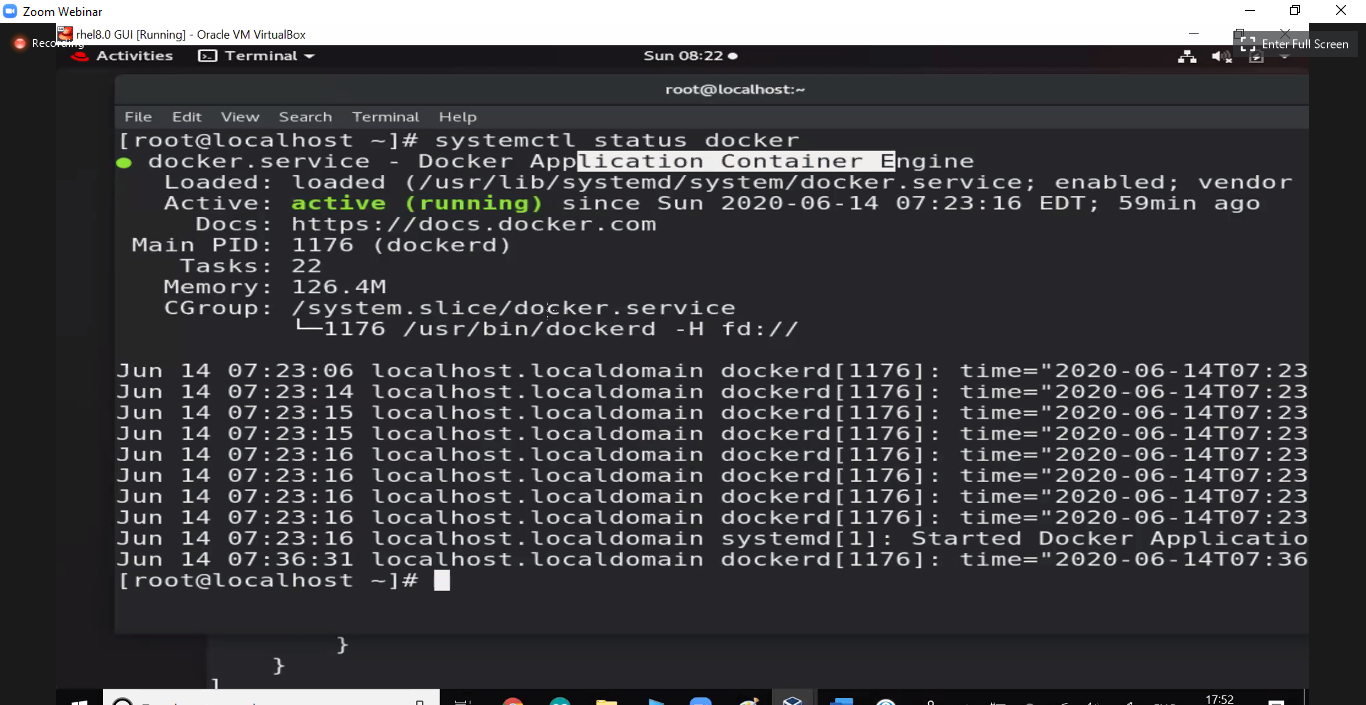 Zoom Webinar
rhel8.0 GUI [Running] - Oracle VM VirtualBox
Recording
Enter Full Screen
Activities Terminal Sun 08:22
root@localhost:~
File Edit View Search Terminal Help
[root@localhost ~]# systemctl status docker
● docker.service - Docker Application Container Engine
Loaded: loaded (/usr/lib/systemd/system/docker.service; enabled; vendor
Active: active (running) since Sun 2020-06-14 07:23:16 EDT; 59min ago
Docs: https://docs.docker.com
Main PID: 1176 (dockerd)
Tasks: 22
Memory: 126.4M
CGroup: /system.slice/docker.service
└─1176 /usr/bin/dockerd -H fd://
Jun 14 07:23:06 localhost.localdomain dockerd[1176]: time="2020-06-14T07:23
Jun 14 07:23:14 localhost.localdomain dockerd[1176]: time="2020-06-14T07:23
Jun 14 07:23:15 localhost.localdomain dockerd[1176]: time="2020-06-14T07:23
Jun 14 07:23:15 localhost.localdomain dockerd[1176]: time="2020-06-14T07:23
Jun 14 07:23:16 localhost.localdomain dockerd[1176]: time="2020-06-14T07:23
Jun 14 07:23:16 localhost.localdomain dockerd[1176]: time="2020-06-14T07:23
Jun 14 07:23:16 localhost.localdomain dockerd[1176]: time="2020-06-14T07:23
Jun 14 07:23:16 localhost.localdomain dockerd[1176]: time="2020-06-14T07:23
Jun 14 07:23:16 localhost.localdomain systemd[1]: Started Docker Applicatio
Jun 14 07:36:31 localhost.localdomain dockerd[1176]: time="2020-06-14T07:36
[root@localhost ~]#
}
}
]
17:52